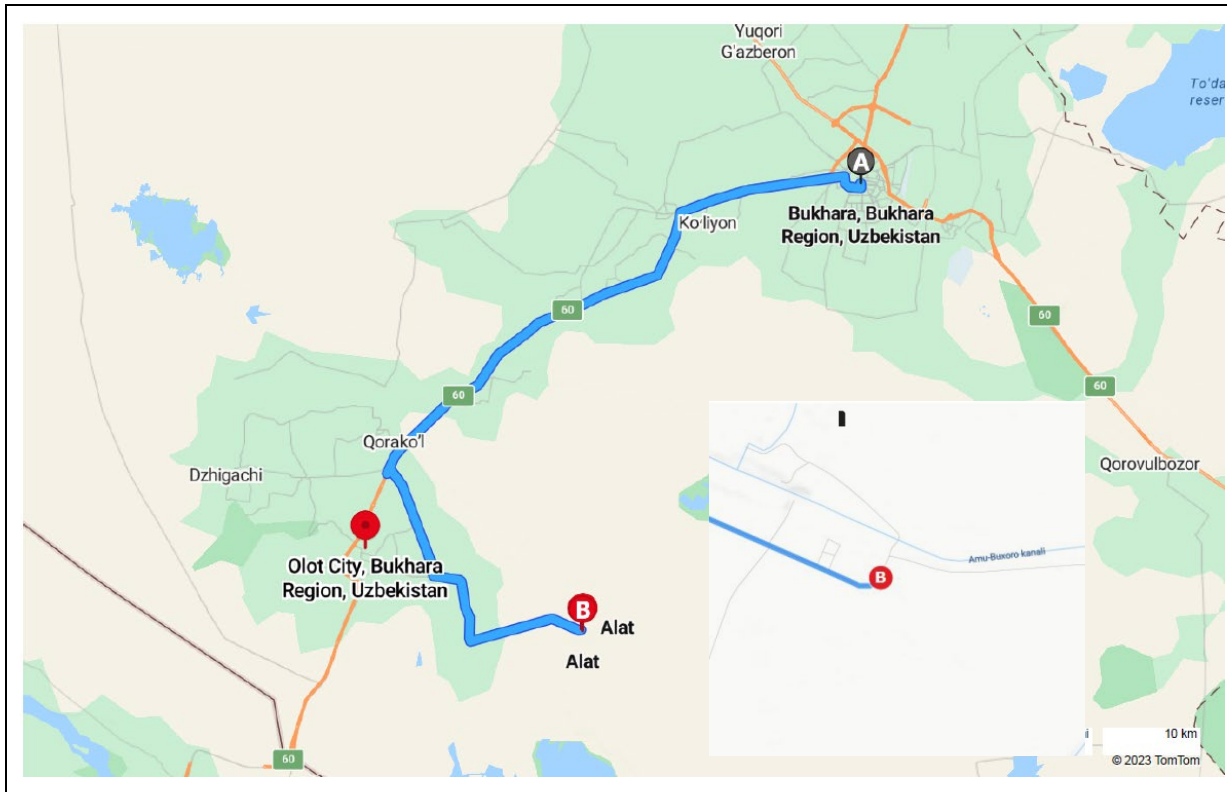 Yuqori
G'azberon
To'da
reser
A
Bukhara, Bukhara
Region, Uzbekistan
Ko'liyon
60
60
60
60
Qorako'l
Dzhigachi
Qorovulbozor
Olot City, Bukhara
Region, Uzbekistan
Amu-Buxoro kanali
B
B
Alat
Alat
60
10 km
© 2023 TomTom